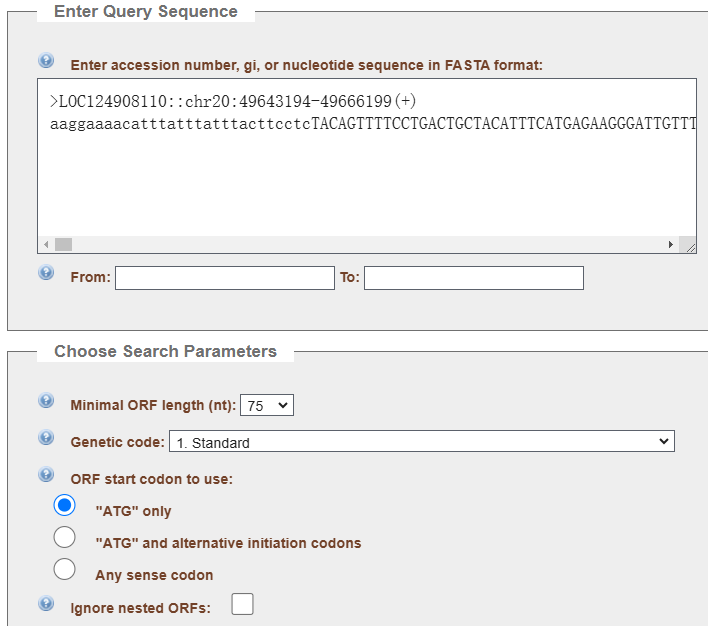 Enter Query Sequence
Enter accession number, gi, or nucleotide sequence in FASTA format:
>LOC124908110::chr20:49643194-49666199(+)
aaggaaaacatttatttatttacttcctcTACAGTTTTCCTGACTGCTACATTTCATGAGAAGGGATTGTTT
From:
To:
Choose Search Parameters
Minimal ORF length (nt): 75
Genetic code: 1. Standard
ORF start codon to use:
"ATG" only
"ATG" and alternative initiation codons
Any sense codon
Ignore nested ORFs: